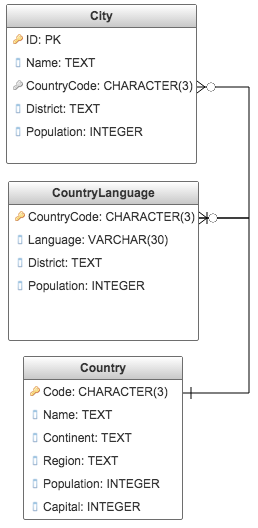 City
ID: PK
Name: TEXT
CountryCode: CHARACTER(3)
District: TEXT
Population: INTEGER
CountryLanguage
CountryCode: CHARACTER(3)
Language: VARCHAR(30)
District: TEXT
Population: INTEGER
Country
Code: CHARACTER(3)
Name: TEXT
Continent: TEXT
Region: TEXT
Population: INTEGER
Capital: INTEGER